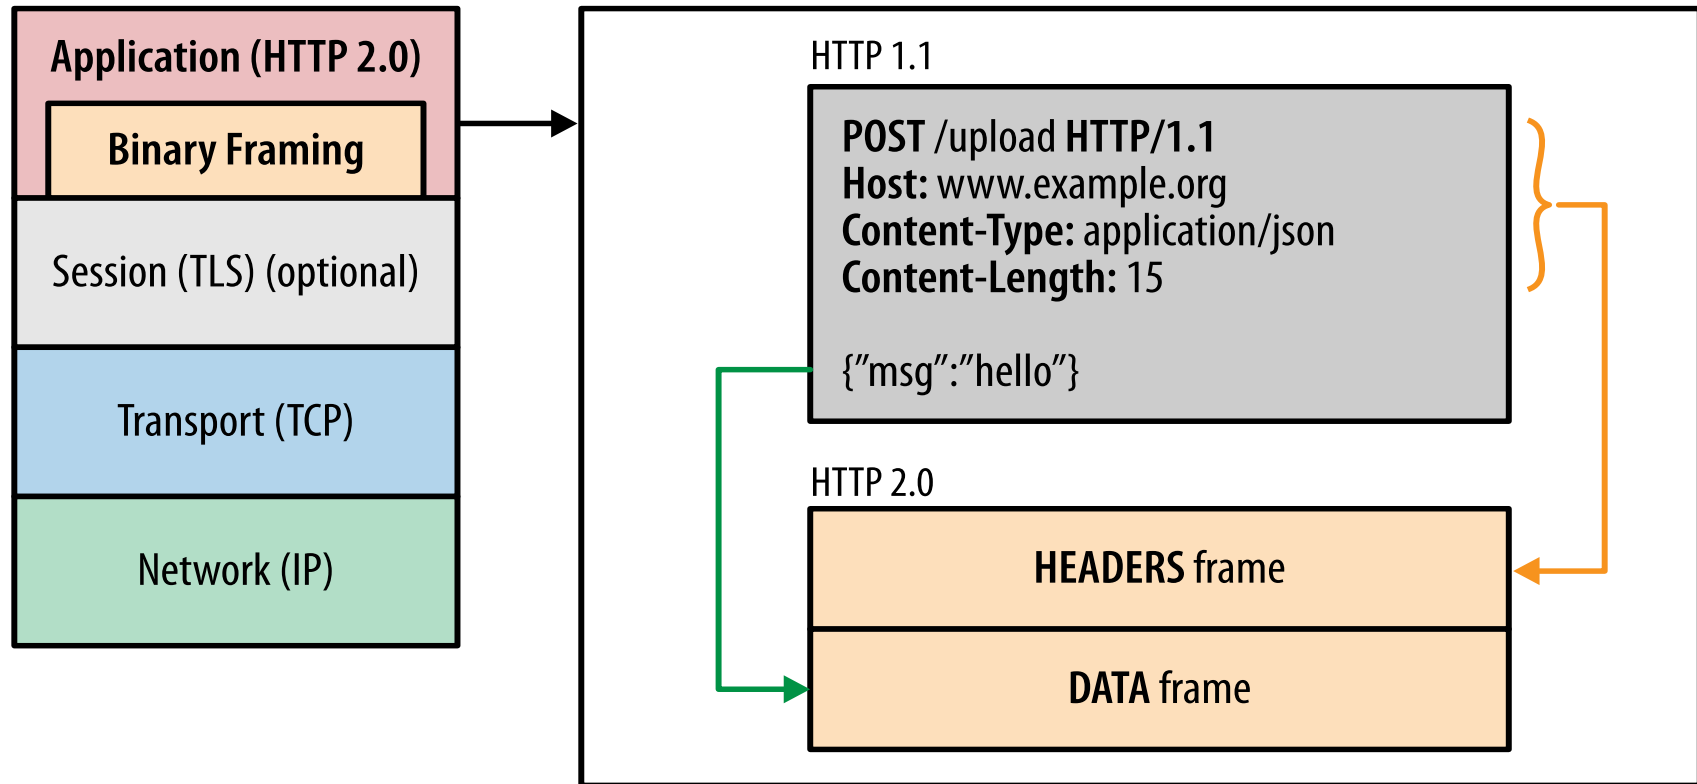 Application (HTTP 2.0)
Binary Framing
Session (TLS) (optional)
Transport (TCP)
Network (IP)
HTTP 1.1
POST /upload HTTP/1.1
Host: www.example.org
Content-Type: application/json
Content-Length: 15
{”msg”:”hello”}
HTTP 2.0
HEADERS frame
DATA frame